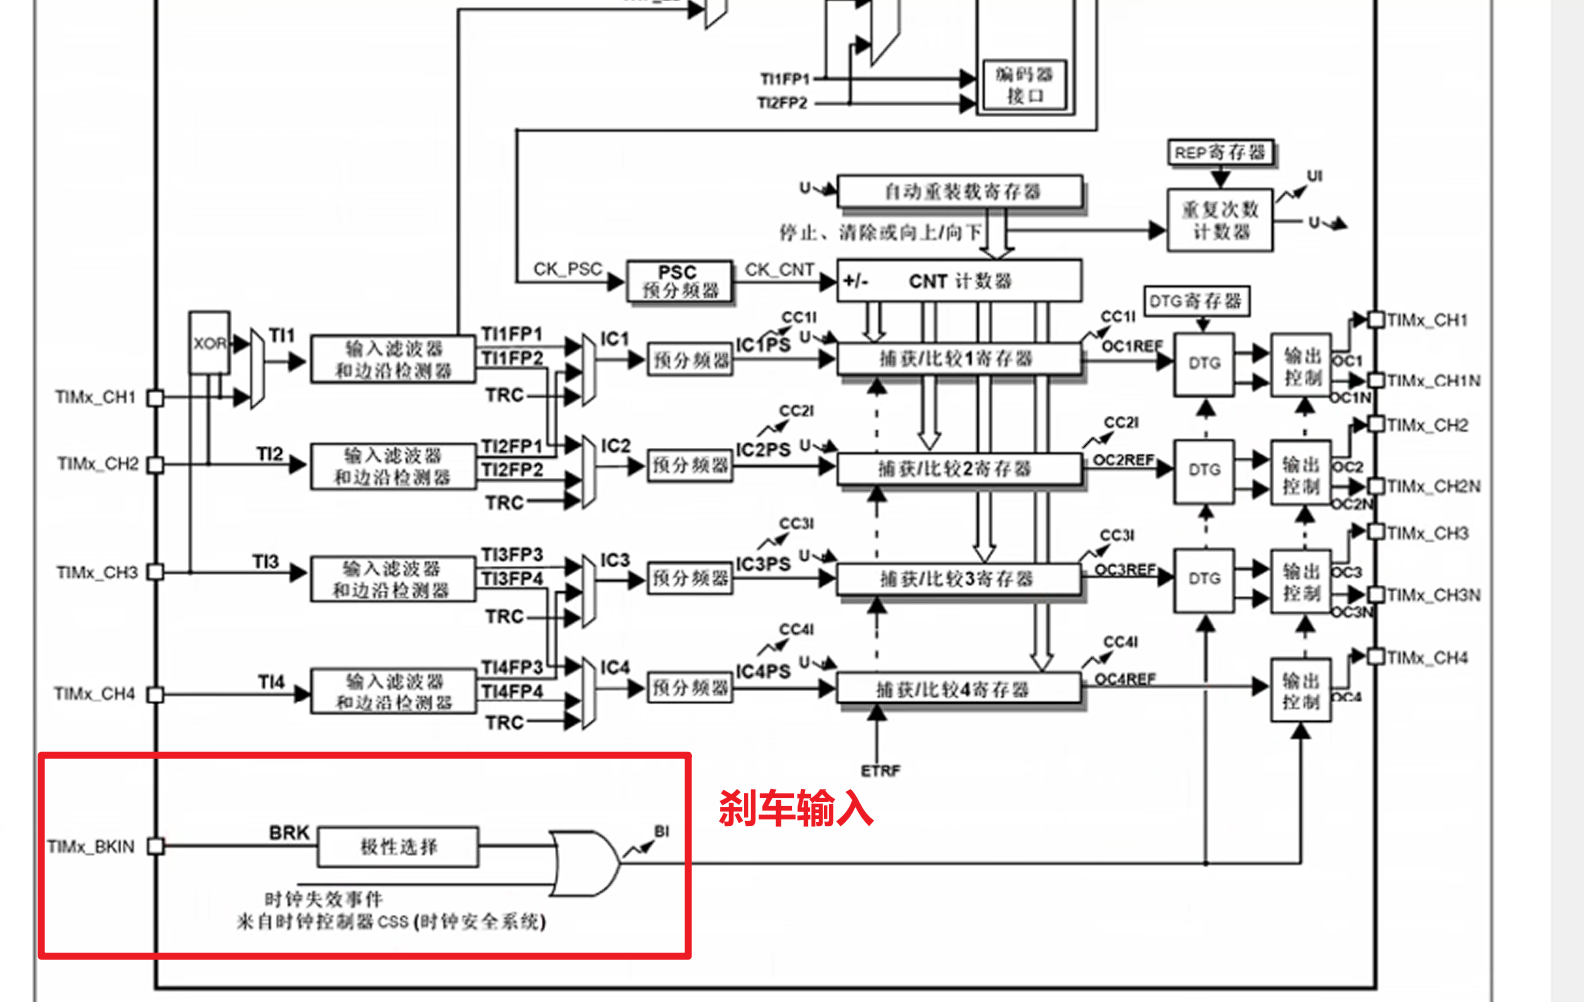 TI1FP1
TI2FP2
编码器
接口
REP寄存器
UI
U
自动重装载寄存器
重复次数
计数器
U
停止、清除或向上/向下
CK_PSC
PSC
预分频器
CK_CNT
+/-
CNT 计数器
DTG寄存器
XOR
TI1
输入滤波器
和边沿检测器
TI1FP1
TI1FP2
TRC
IC1
预分频器
IC1PS
CC1I
U
捕获/比较1寄存器
CC1I
OC1REF
DTG
输出
控制
OC1
OC1N
TIMx_CH1
TIMx_CH1N
TIMx_CH1
TIMx_CH2
TI2
输入滤波器
和边沿检测器
TI2FP1
TI2FP2
TRC
IC2
预分频器
IC2PS
CC2I
U
捕获/比较2寄存器
CC2I
OC2REF
DTG
输出
控制
OC2
OC2N
TIMx_CH2
TIMx_CH2N
TIMx_CH3
TI3
输入滤波器
和边沿检测器
TI3FP3
TI3FP4
TRC
IC3
预分频器
IC3PS
CC3I
U
捕获/比较3寄存器
CC3I
OC3REF
DTG
输出
控制
OC3
OC3N
TIMx_CH3
TIMx_CH3N
TIMx_CH4
TI4
输入滤波器
和边沿检测器
TI4FP3
TI4FP4
TRC
IC4
预分频器
IC4PS
CC4I
U
捕获/比较4寄存器
CC4I
OC4REF
输出
控制
OC4
TIMx_CH4
ETRF
刹车输入
TIMx_BKIN
BRK
极性选择
BI
时钟失效事件
来自时钟控制器 CSS (时钟安全系统)